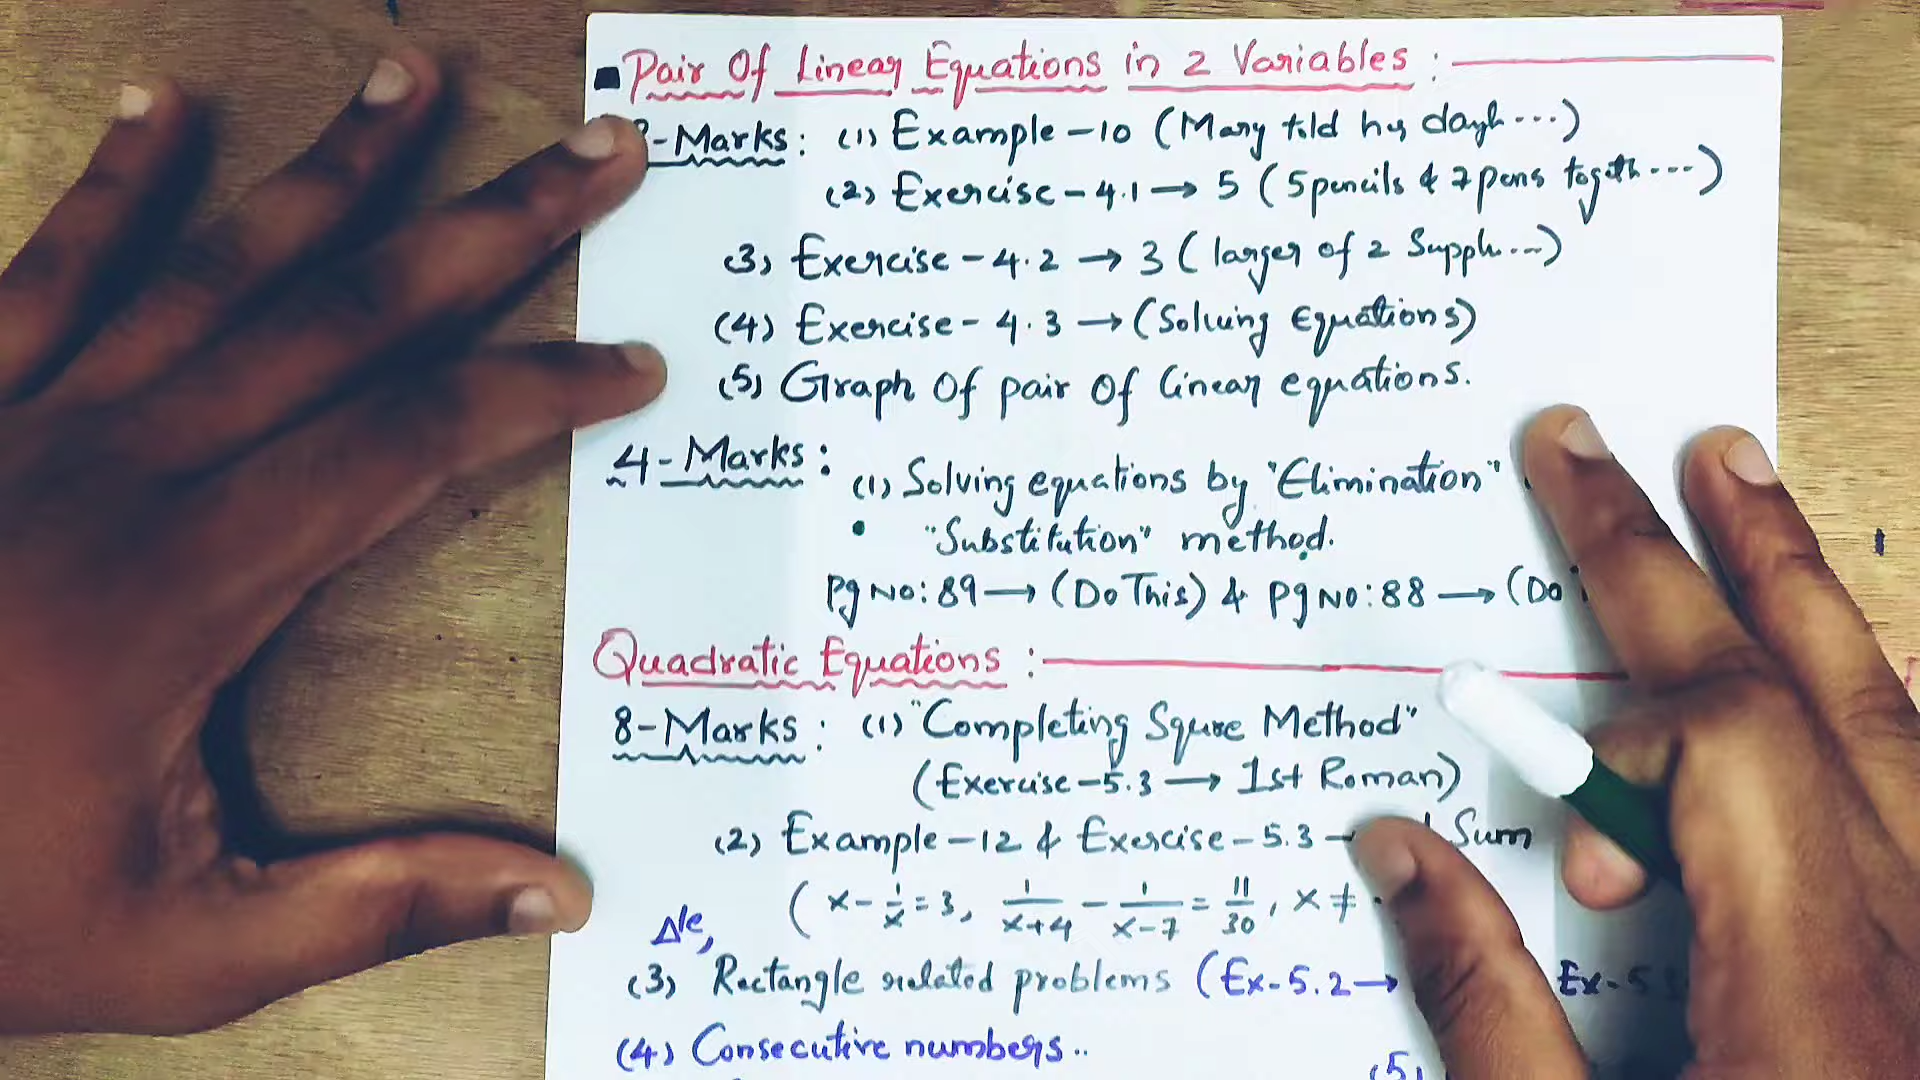 Pair Of Linear Equations in 2 Variables :
-Marks : (1) Example-10 (Mary told her daugh...)
(2) Exercise-4.1→ 5 (5 pencils & 7 pens togeth...)
(3) Exercise-4.2 → 3 (larger of 2 Suppl...)
(4) Exercise-4.3 → (Solving Equations)
(5) Graph Of pair Of linear equations.
4-Marks : (1) Solving equations by "Elimination"
"Substitution" method.
Pg No:89→ (Do This) & Pg No:88 → (Do
Quadratic Equations :
8-Marks : (1) "Completing Squre Method"
(Exercise-5.3 → 1st Roman)
(2) Example-12 & Exercise-5.3 → Sum
( x - 1/x = 3, 1/x+4 - 1/x-7 = 11/30, x ≠ -
Δle,
(3) Rectangle related problems (Ex-5.2→ Ex-5
(4) Consecutive numbers.. (5)